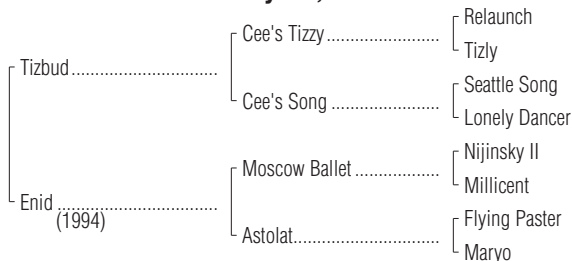 Relaunch
Cee's Tizzy
Tizly
Tizbud
Seattle Song
Cee's Song
Lonely Dancer
Nijinsky II
Moscow Ballet
Millicent
Enid
(1994)
Flying Paster
Astolat
Maryo